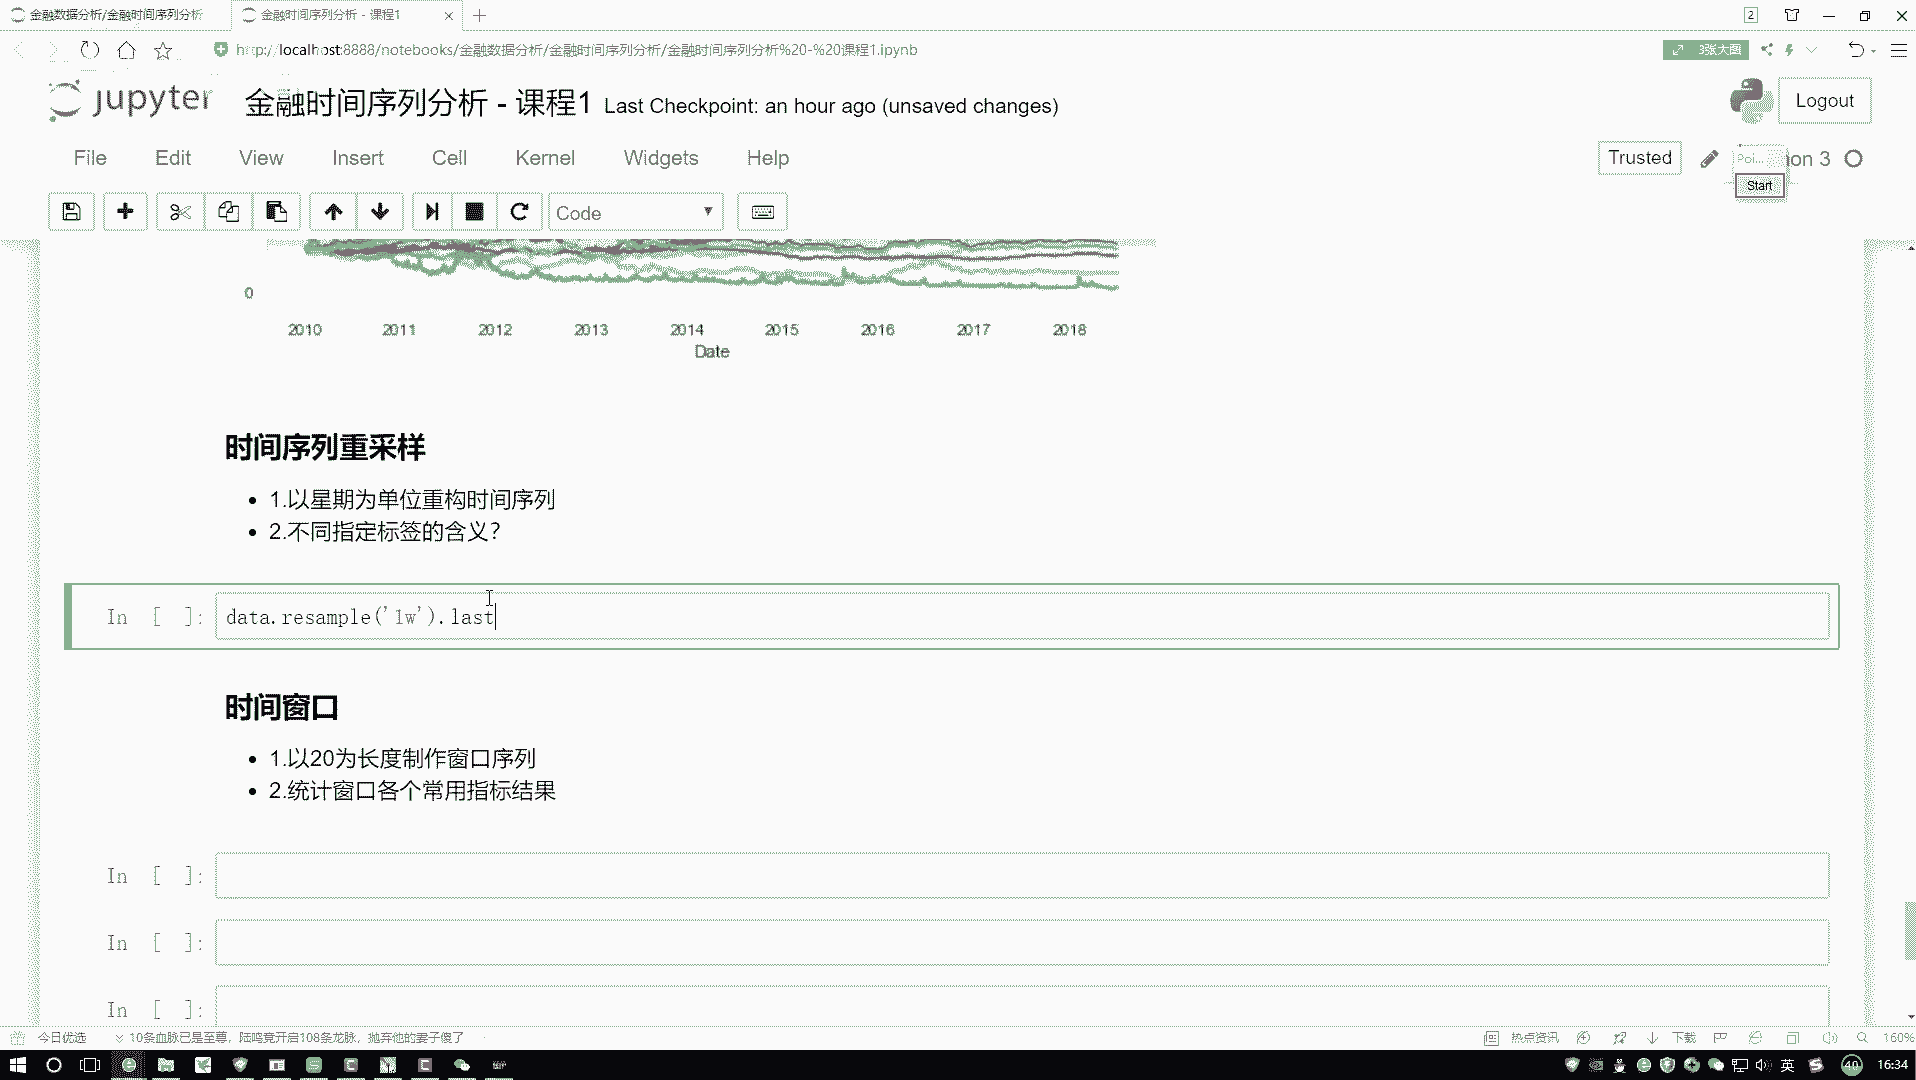 金融数据分析/金融时间序列分析
金融时间序列分析 - 课程1
2
http://localhost:8888/notebooks/金融数据分析/金融时间序列分析/金融时间序列分析%20-%20课程1.ipynb
3张大图
jupyter
金融时间序列分析 - 课程1 Last Checkpoint: an hour ago (unsaved changes)
Logout
File Edit View Insert Cell Kernel Widgets Help
Trusted
Poi... on 3
Start
Code
0
2010 2011 2012 2013 2014 2015 2016 2017 2018
Date
时间序列重采样
1.以星期为单位重构时间序列
2.不同指定标签的含义?
In [ ]: data.resample('1w').last
时间窗口
1.以20为长度制作窗口序列
2.统计窗口各个常用指标结果
In [ ]:
In [ ]:
In [ ]:
今日优选
10条血脉已是至尊，陆鸣竟开启108条龙脉，抛弃他的妻子傻了
热点资讯
下载
160%
英
40
16:34